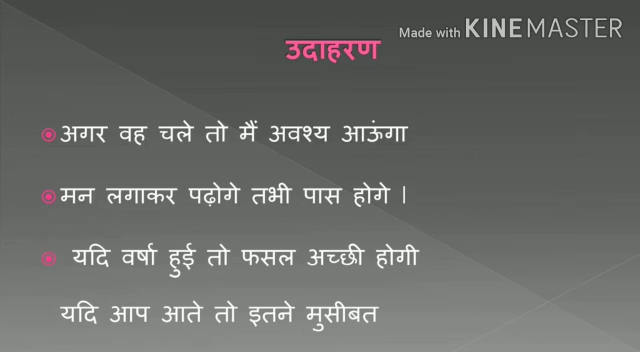 Made with KINEMASTER
उदाहरण
अगर वह चले तो मैं अवश्य आऊंगा
मन लगाकर पढ़ोगे तभी पास होगे |
यदि वर्षा हुई तो फसल अच्छी होगी
यदि आप आते तो इतने मुसीबत